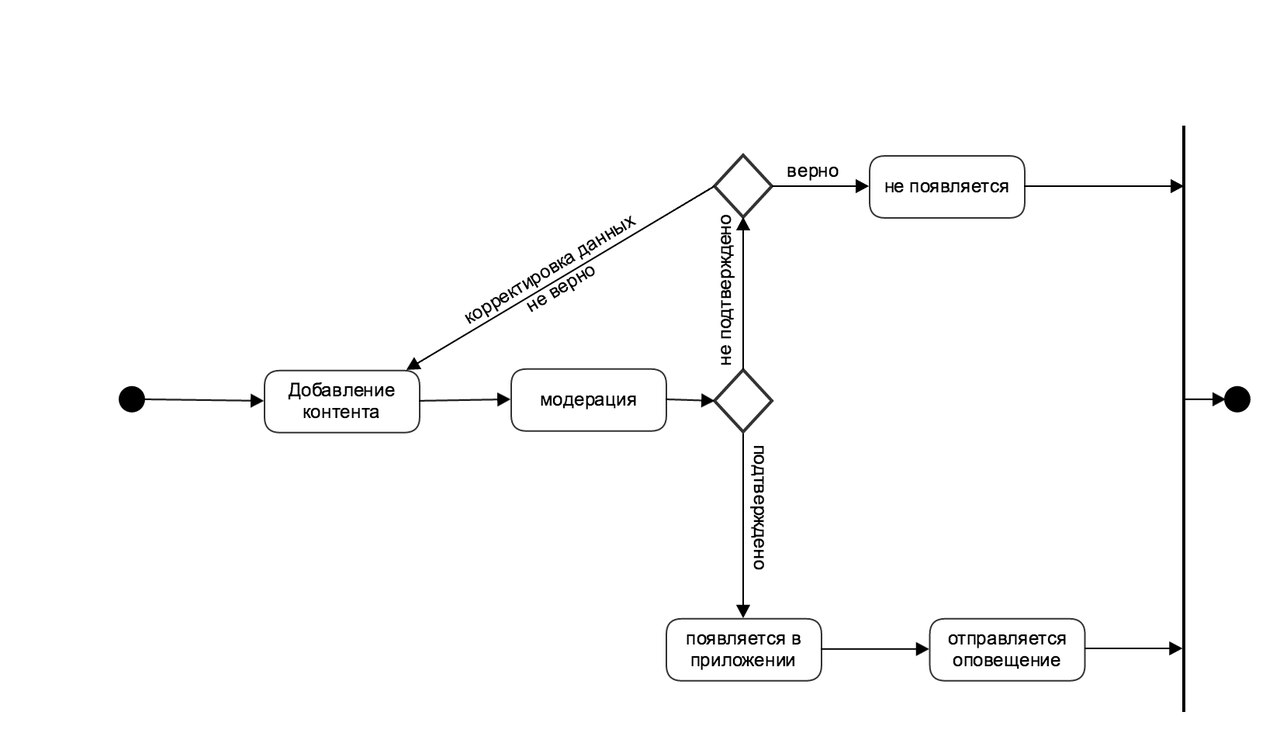 верно
не появляется
не подтверждено
корректировка данных
не верно
Добавление
контента
модерация
подтверждено
появляется в
приложении
отправляется
оповещение